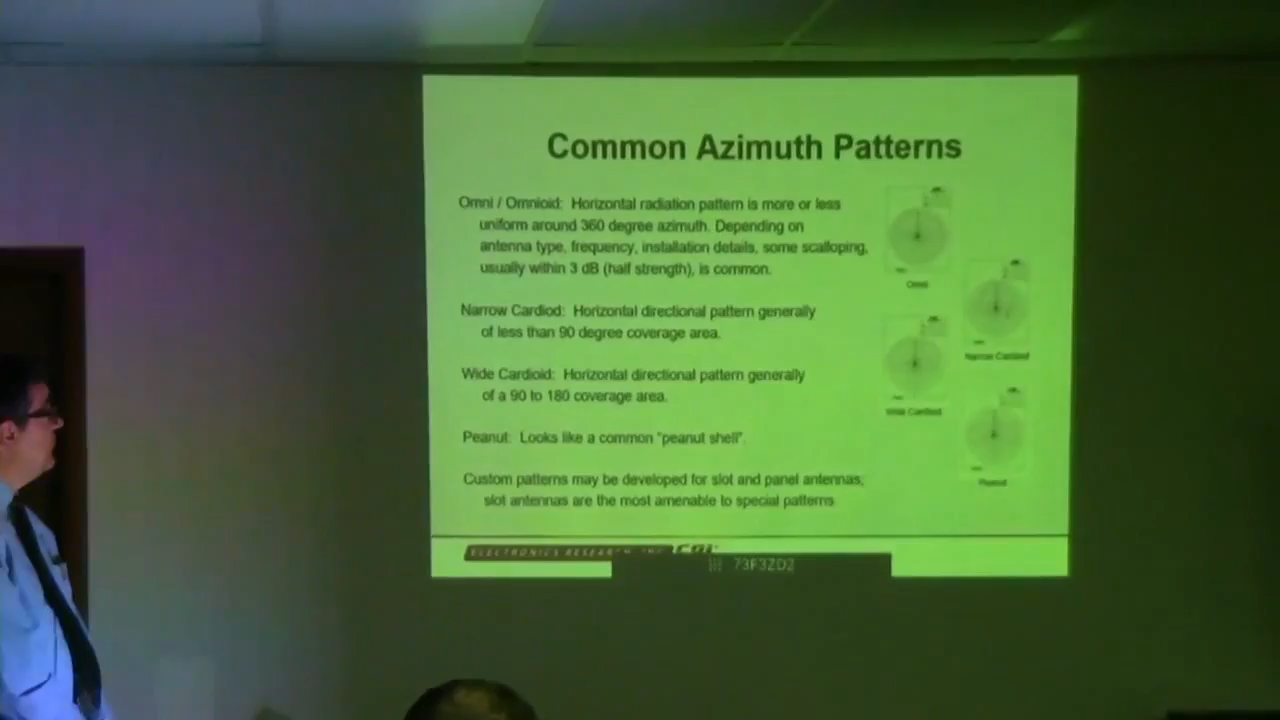 Common Azimuth Patterns
Omni / Omnioid: Horizontal radiation pattern is more or less
uniform around 360 degree azimuth. Depending on
antenna type, frequency, installation details, some scalloping,
usually within 3 dB (half strength), is common.
Omni
Narrow Cardiod: Horizontal directional pattern generally
of less than 90 degree coverage area.
Narrow Cardiod
Wide Cardioid: Horizontal directional pattern generally
of a 90 to 180 coverage area.
Wide Cardiod
Peanut: Looks like a common "peanut shell".
Custom patterns may be developed for slot and panel antennas;
slot antennas are the most amenable to special patterns
Peanut
ELECTRONICS RESEARCH, INC.
73F3ZD2